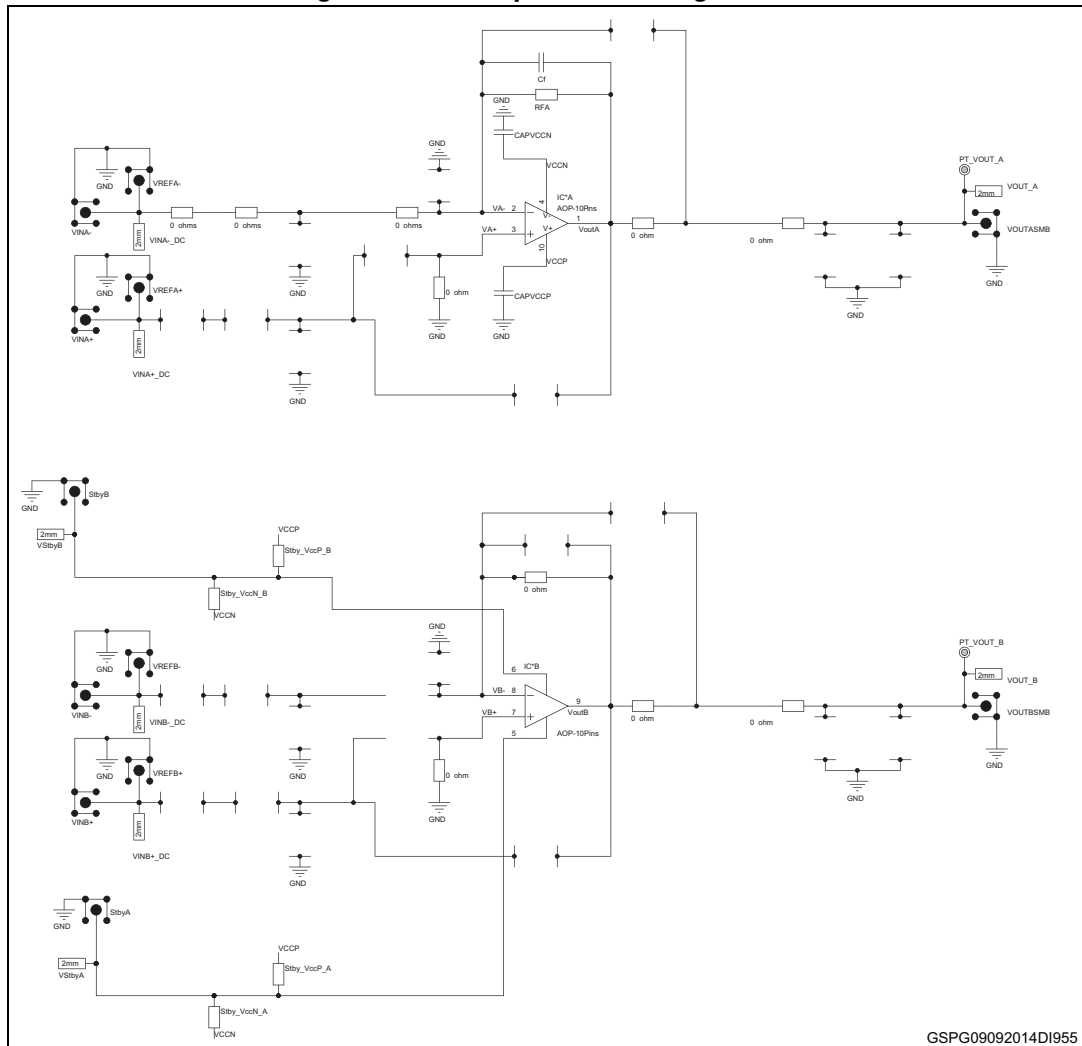 Cf
GND
RFA
CAPVCCN
GND
VCCN
PT_VOUT_A
GND
VREFA-
2mm
VOUT_A
IC*A
4
AOP-10Pins
VA-
2
V-
1
VINA-
0 ohms
0 ohms
0 ohms
VoutA
VOUTASMB
2mm
VINA-_DC
VA+
3
V+
0 ohm
0 ohm
10
VCCP
GND
GND
VREFA+
GND
0 ohm
CAPVCCP
GND
VINA+
2mm
GND
GND
VINA+_DC
GND
StbyB
GND
2mm
VStbyB
VCCP
Stby_VccP_B
0 ohm
Stby_VccN_B
VCCN
GND
PT_VOUT_B
GND
VREFB-
6
IC*B
2mm
VOUT_B
VB-
8
9
VINB-
VoutB
VOUTBSMB
2mm
VINB-_DC
VB+
7
0 ohm
0 ohm
5
AOP-10Pins
GND
VREFB+
GND
0 ohm
GND
GND
VINB+
2mm
GND
VINB+_DC
GND
StbyA
GND
VCCP
2mm
Stby_VccP_A
VStbyA
Stby_VccN_A
VCCN
GSPG09092014DI955